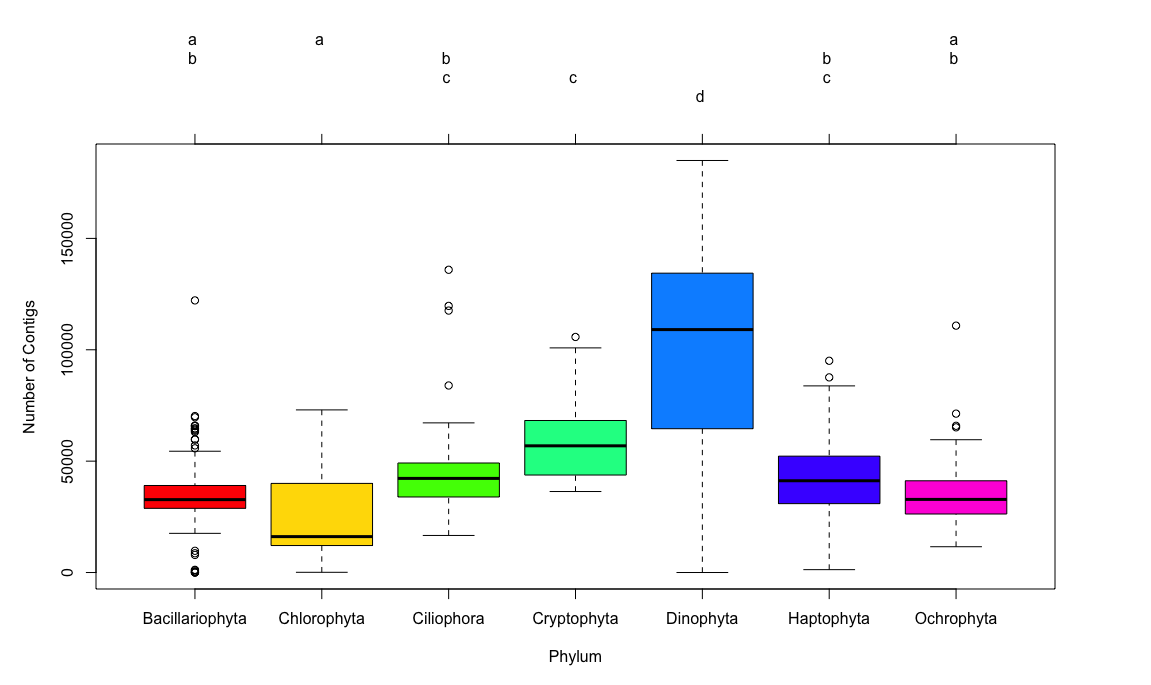 a a a
b b b b
c c c
d
Number of Contigs
150000
100000
50000
0
Bacillariophyta Chlorophyta Ciliophora Cryptophyta Dinophyta Haptophyta Ochrophyta
Phylum